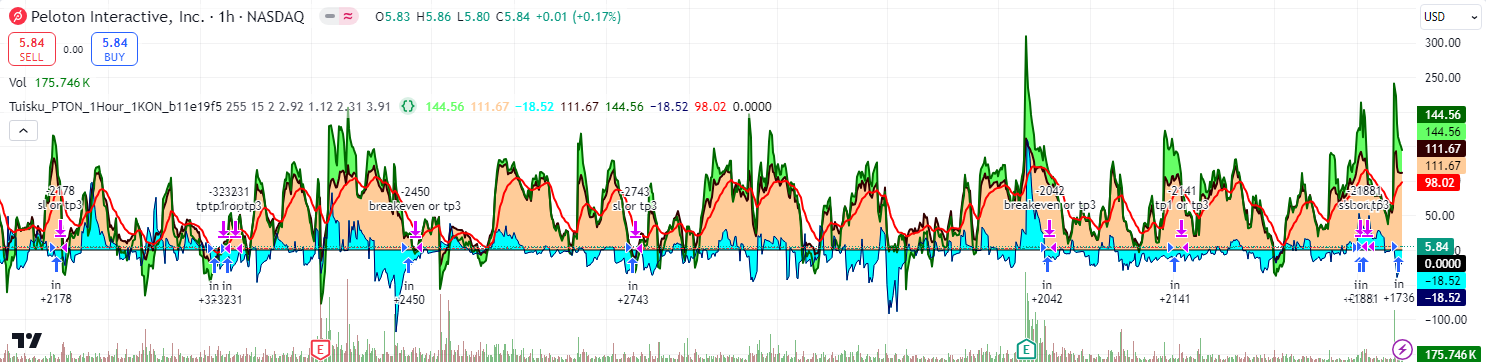 Peloton Interactive, Inc. · 1h · NASDAQ O5.83 H5.86 L5.80 C5.84 +0.01 (+0.17%) USD
5.84 SELL 0.00 5.84 BUY
300.00
Vol 175.746 K
250.00
Tuisku_PTON_1Hour_1KON_b11e19f5 255 15 2 2.92 1.12 2.31 3.91 144.56 111.67 −18.52 111.67 144.56 −18.52 98.02 0.0000
144.56
144.56
111.67
111.67
98.02
-2178 -323231 -2450 -2743 -2042 -2141 -21881
sl or tp3 breakeven or tp3 sl or tp3 breakeven or tp3 tp1 or tp3
50.00
5.84
0.0000
−18.52
−18.52
in in in in in in in in
+2178 +2450 +2743 +2042 +2141 +1736
−100.00
E E
175.746 K